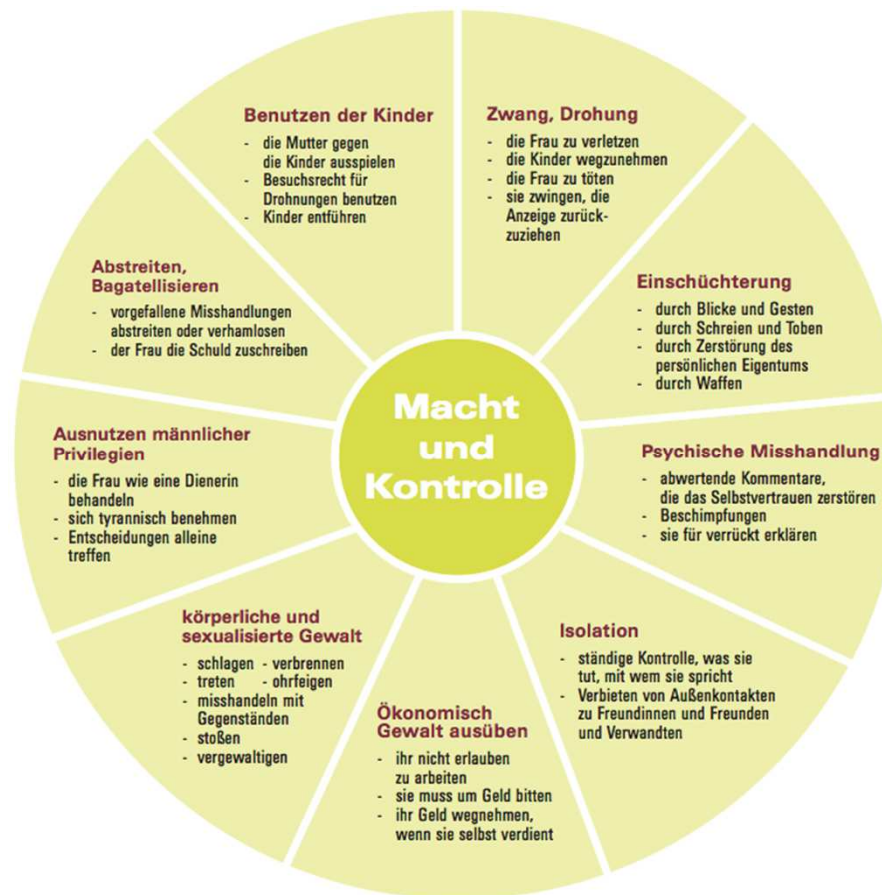 Benutzen der Kinder
- die Mutter gegen
die Kinder ausspielen
- Besuchsrecht für
Drohnungen benutzen
- Kinder entführen
Zwang, Drohung
- die Frau zu verletzen
- die Kinder wegzunehmen
- die Frau zu töten
- sie zwingen, die
Anzeige zurück-
zuziehen
Einschüchterung
- durch Blicke und Gesten
- durch Schreien und Toben
- durch Zerstörung des
persönlichen Eigentums
- durch Waffen
Psychische Misshandlung
- abwertende Kommentare,
die das Selbstvertrauen zerstören
- Beschimpfungen
- sie für verrückt erklären
Isolation
- ständige Kontrolle, was sie
tut, mit wem sie spricht
- Verbieten von Außenkontakten
zu Freundinnen und Freunden
und Verwandten
Ökonomisch
Gewalt ausüben
- ihr nicht erlauben
zu arbeiten
- sie muss um Geld bitten
- ihr Geld wegnehmen,
wenn sie selbst verdient
körperliche und
sexualisierte Gewalt
- schlagen - verbrennen
- treten - ohrfeigen
- misshandeln mit
Gegenständen
- stoßen
- vergewaltigen
Ausnutzen männlicher
Privilegien
- die Frau wie eine Dienerin
behandeln
- sich tyrannisch benehmen
- Entscheidungen alleine
treffen
Abstreiten,
Bagatellisieren
- vorgefallene Misshandlungen
abstreiten oder verhamlosen
- der Frau die Schuld zuschreiben
Macht
und
Kontrolle